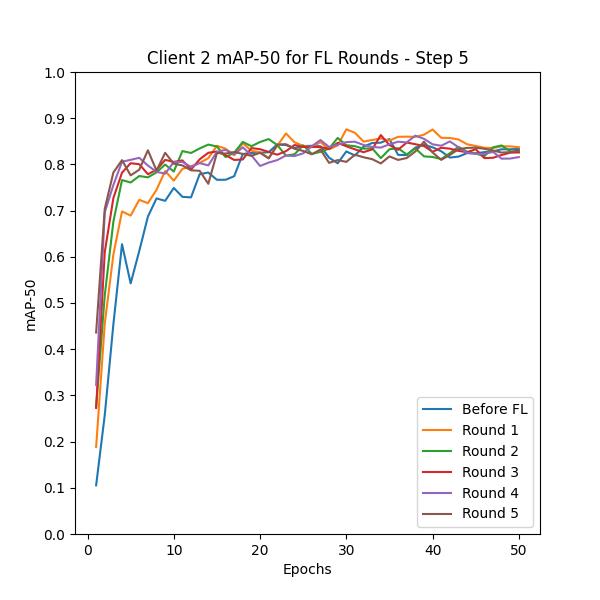 Client 2 mAP-50 for FL Rounds - Step 5
1.0
0.9
0.8
0.7
0.6
0.5
0.4
0.3
0.2
0.1
0.0
mAP-50
Before FL
Round 1
Round 2
Round 3
Round 4
Round 5
0 10 20 30 40 50
Epochs